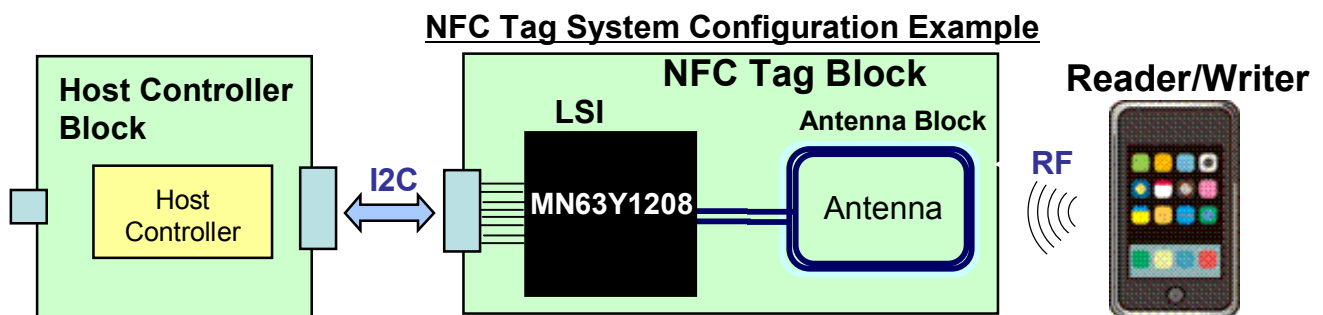 NFC Tag System Configuration Example
Host Controller
Block
Host
Controller
I2C
NFC Tag Block
LSI
MN63Y1208
Antenna Block
Antenna
RF
Reader/Writer